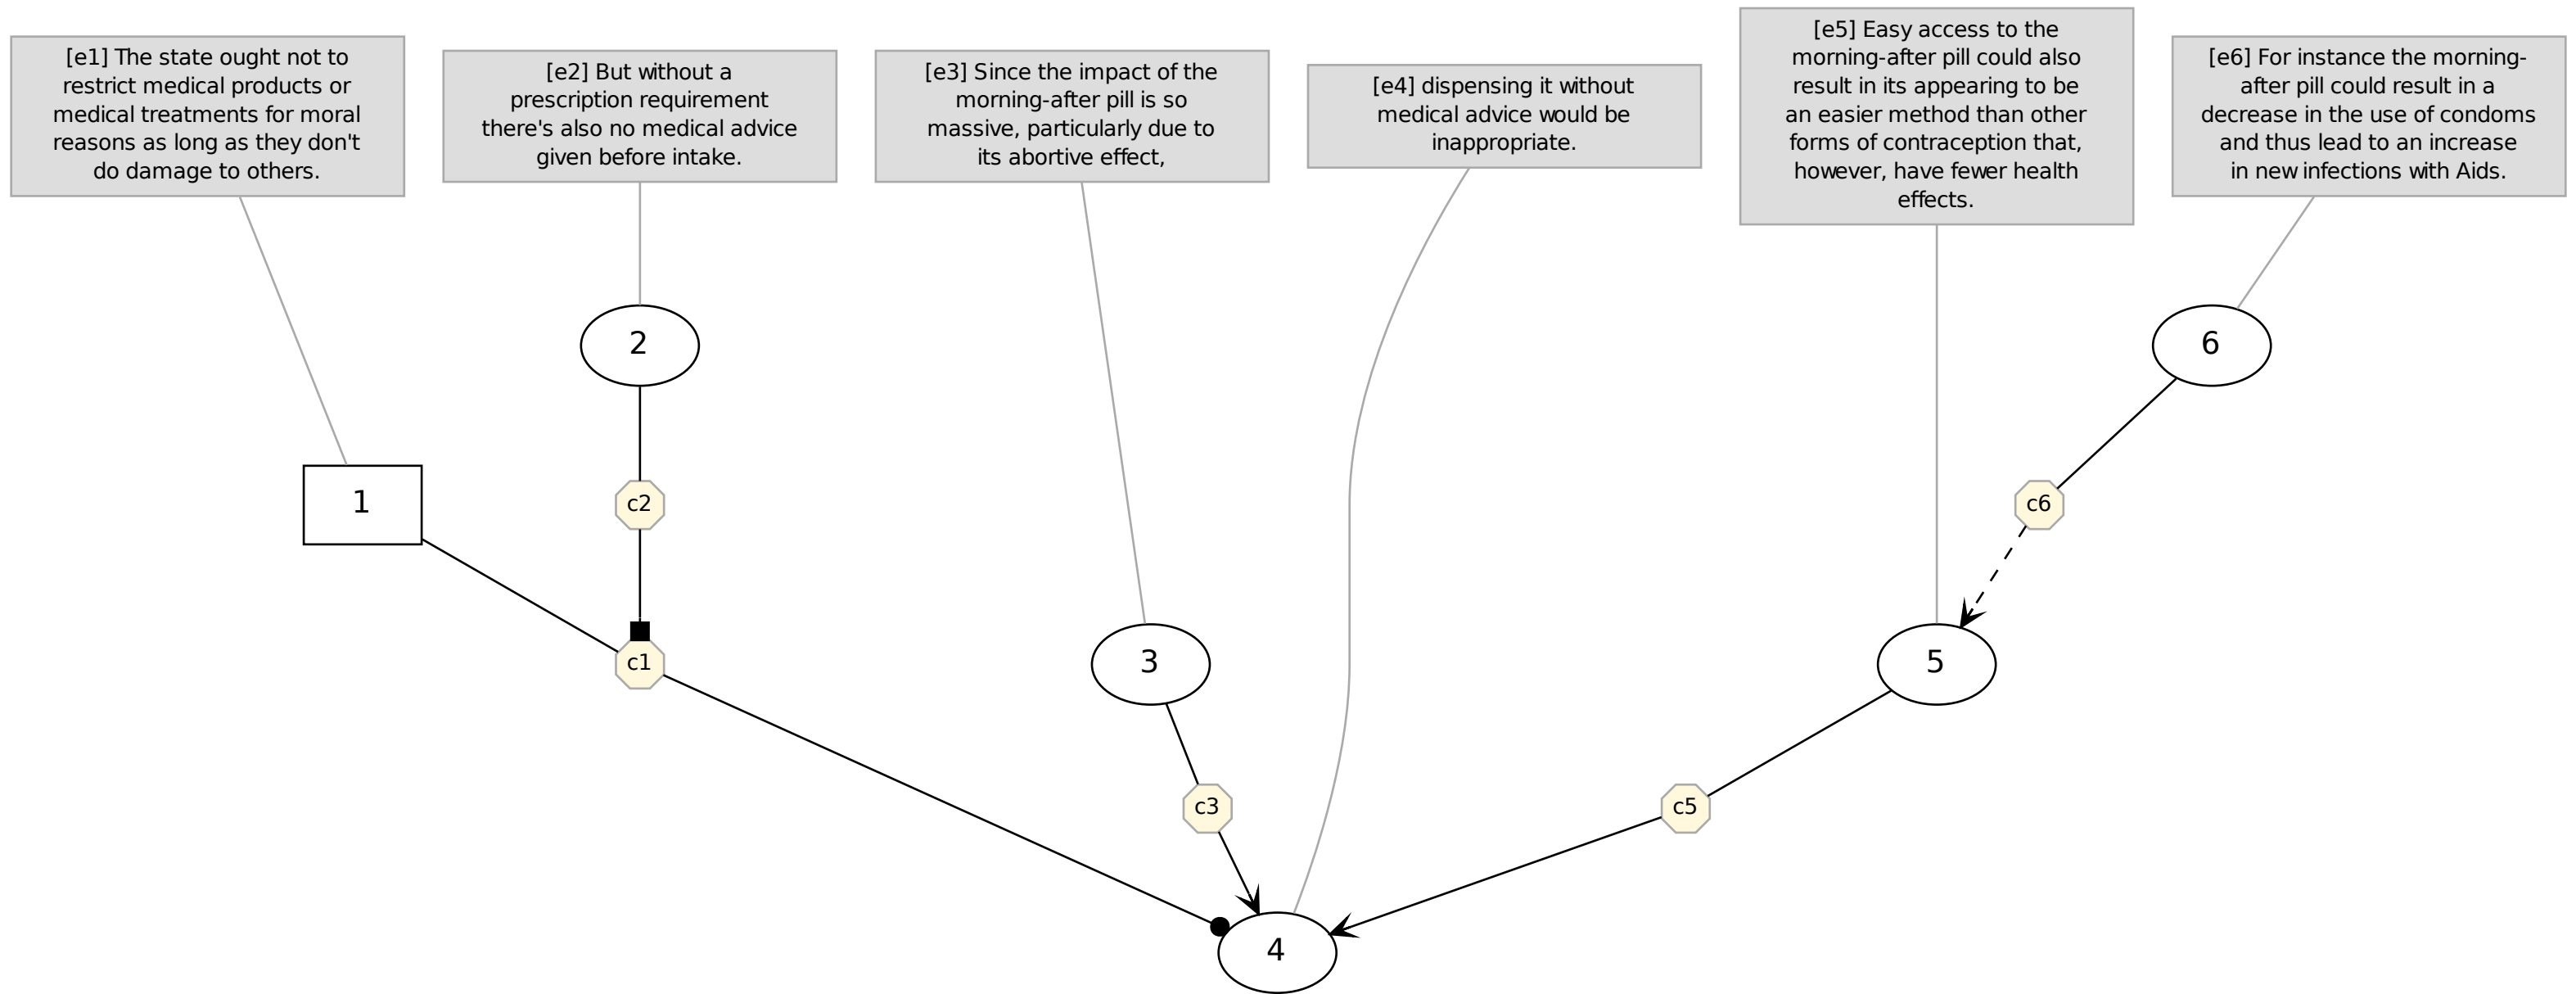 [e1] The state ought not to
restrict medical products or
medical treatments for moral
reasons as long as they don't
do damage to others.
[e2] But without a
prescription requirement
there's also no medical advice
given before intake.
[e3] Since the impact of the
morning-after pill is so
massive, particularly due to
its abortive effect,
[e4] dispensing it without
medical advice would be
inappropriate.
[e5] Easy access to the
morning-after pill could also
result in its appearing to be
an easier method than other
forms of contraception that,
however, have fewer health
effects.
[e6] For instance the morning-
after pill could result in a
decrease in the use of condoms
and thus lead to an increase
in new infections with Aids.
2
6
1
c2
c6
c1
3
5
c3
c5
4